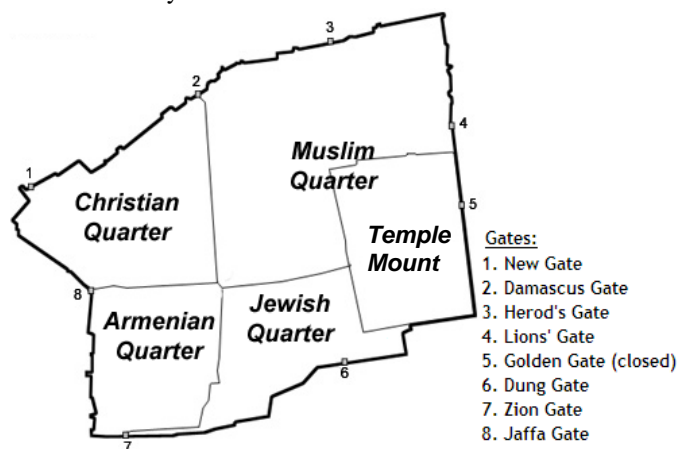 3
2
4
Muslim
Quarter
1
Christian
Quarter
5
Temple
Mount
8
Armenian
Quarter
Jewish
Quarter
6
7
Gates:
1. New Gate
2. Damascus Gate
3. Herod's Gate
4. Lions' Gate
5. Golden Gate (closed)
6. Dung Gate
7. Zion Gate
8. Jaffa Gate